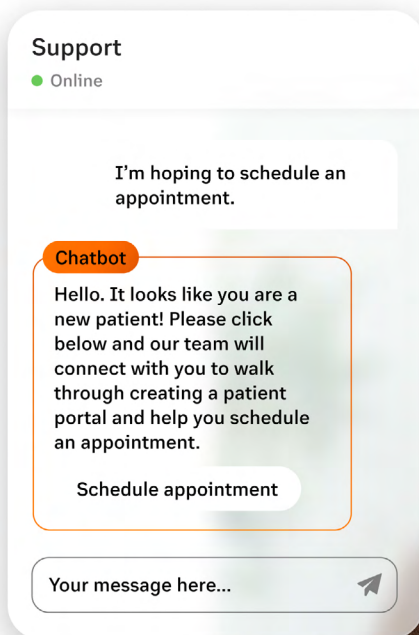 Support
Online
I'm hoping to schedule an
appointment.
Chatbot
Hello. It looks like you are a
new patient! Please click
below and our team will
connect with you to walk
through creating a patient
portal and help you schedule
an appointment.
Schedule appointment
Your message here...